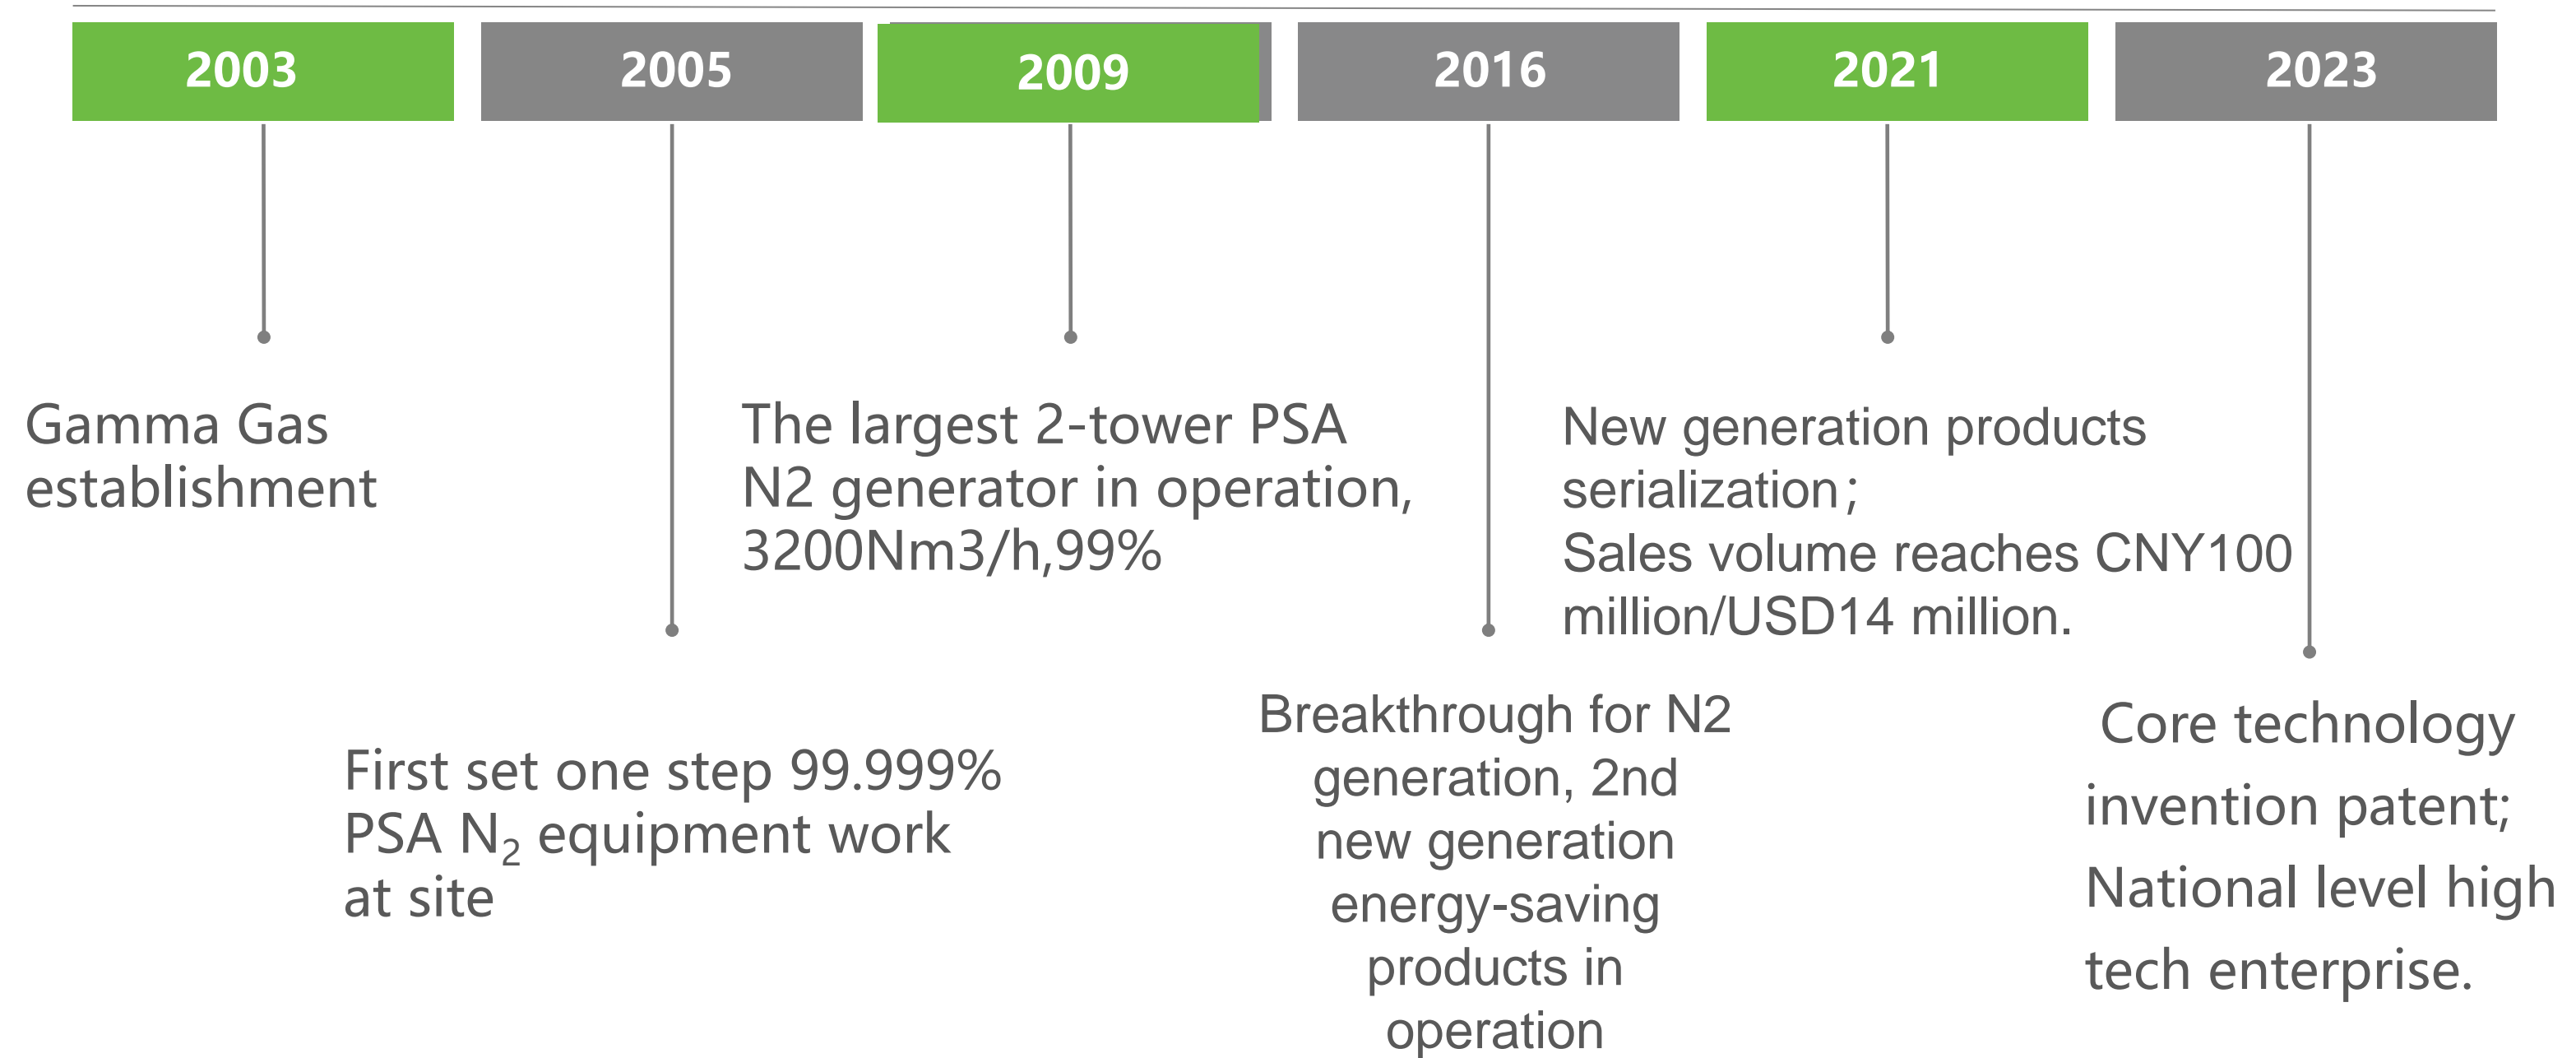 2003
2005
2009
2016
2021
2023
Gamma Gas
establishment
First set one step 99.999%
PSA N₂ equipment work
at site
The largest 2-tower PSA
N2 generator in operation,
3200Nm3/h,99%
Breakthrough for N2
generation, 2nd
new generation
energy-saving
products in
operation
New generation products
serialization；
Sales volume reaches CNY100
million/USD14 million.
Core technology
invention patent;
National level high
tech enterprise.